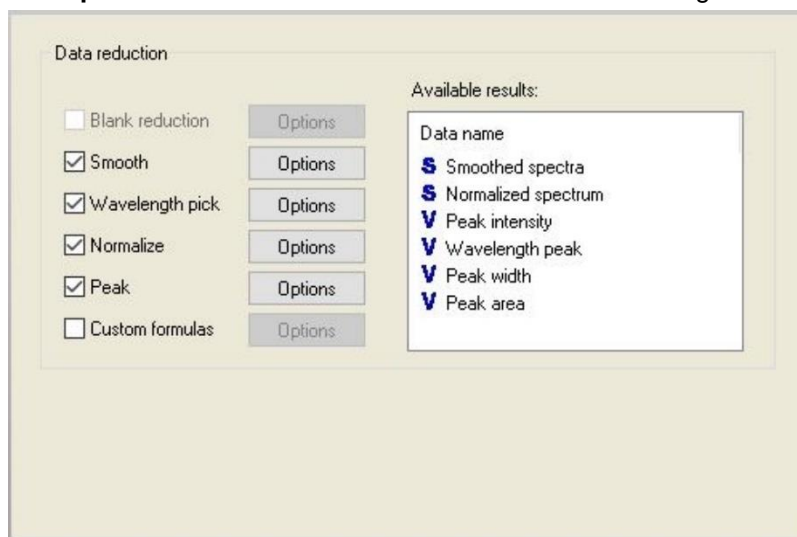 Data reduction
Blank reduction Options
Smooth Options
Wavelength pick Options
Normalize Options
Peak Options
Custom formulas Options
Available results:
Data name
S Smoothed spectra
S Normalized spectrum
V Peak intensity
V Wavelength peak
V Peak width
V Peak area